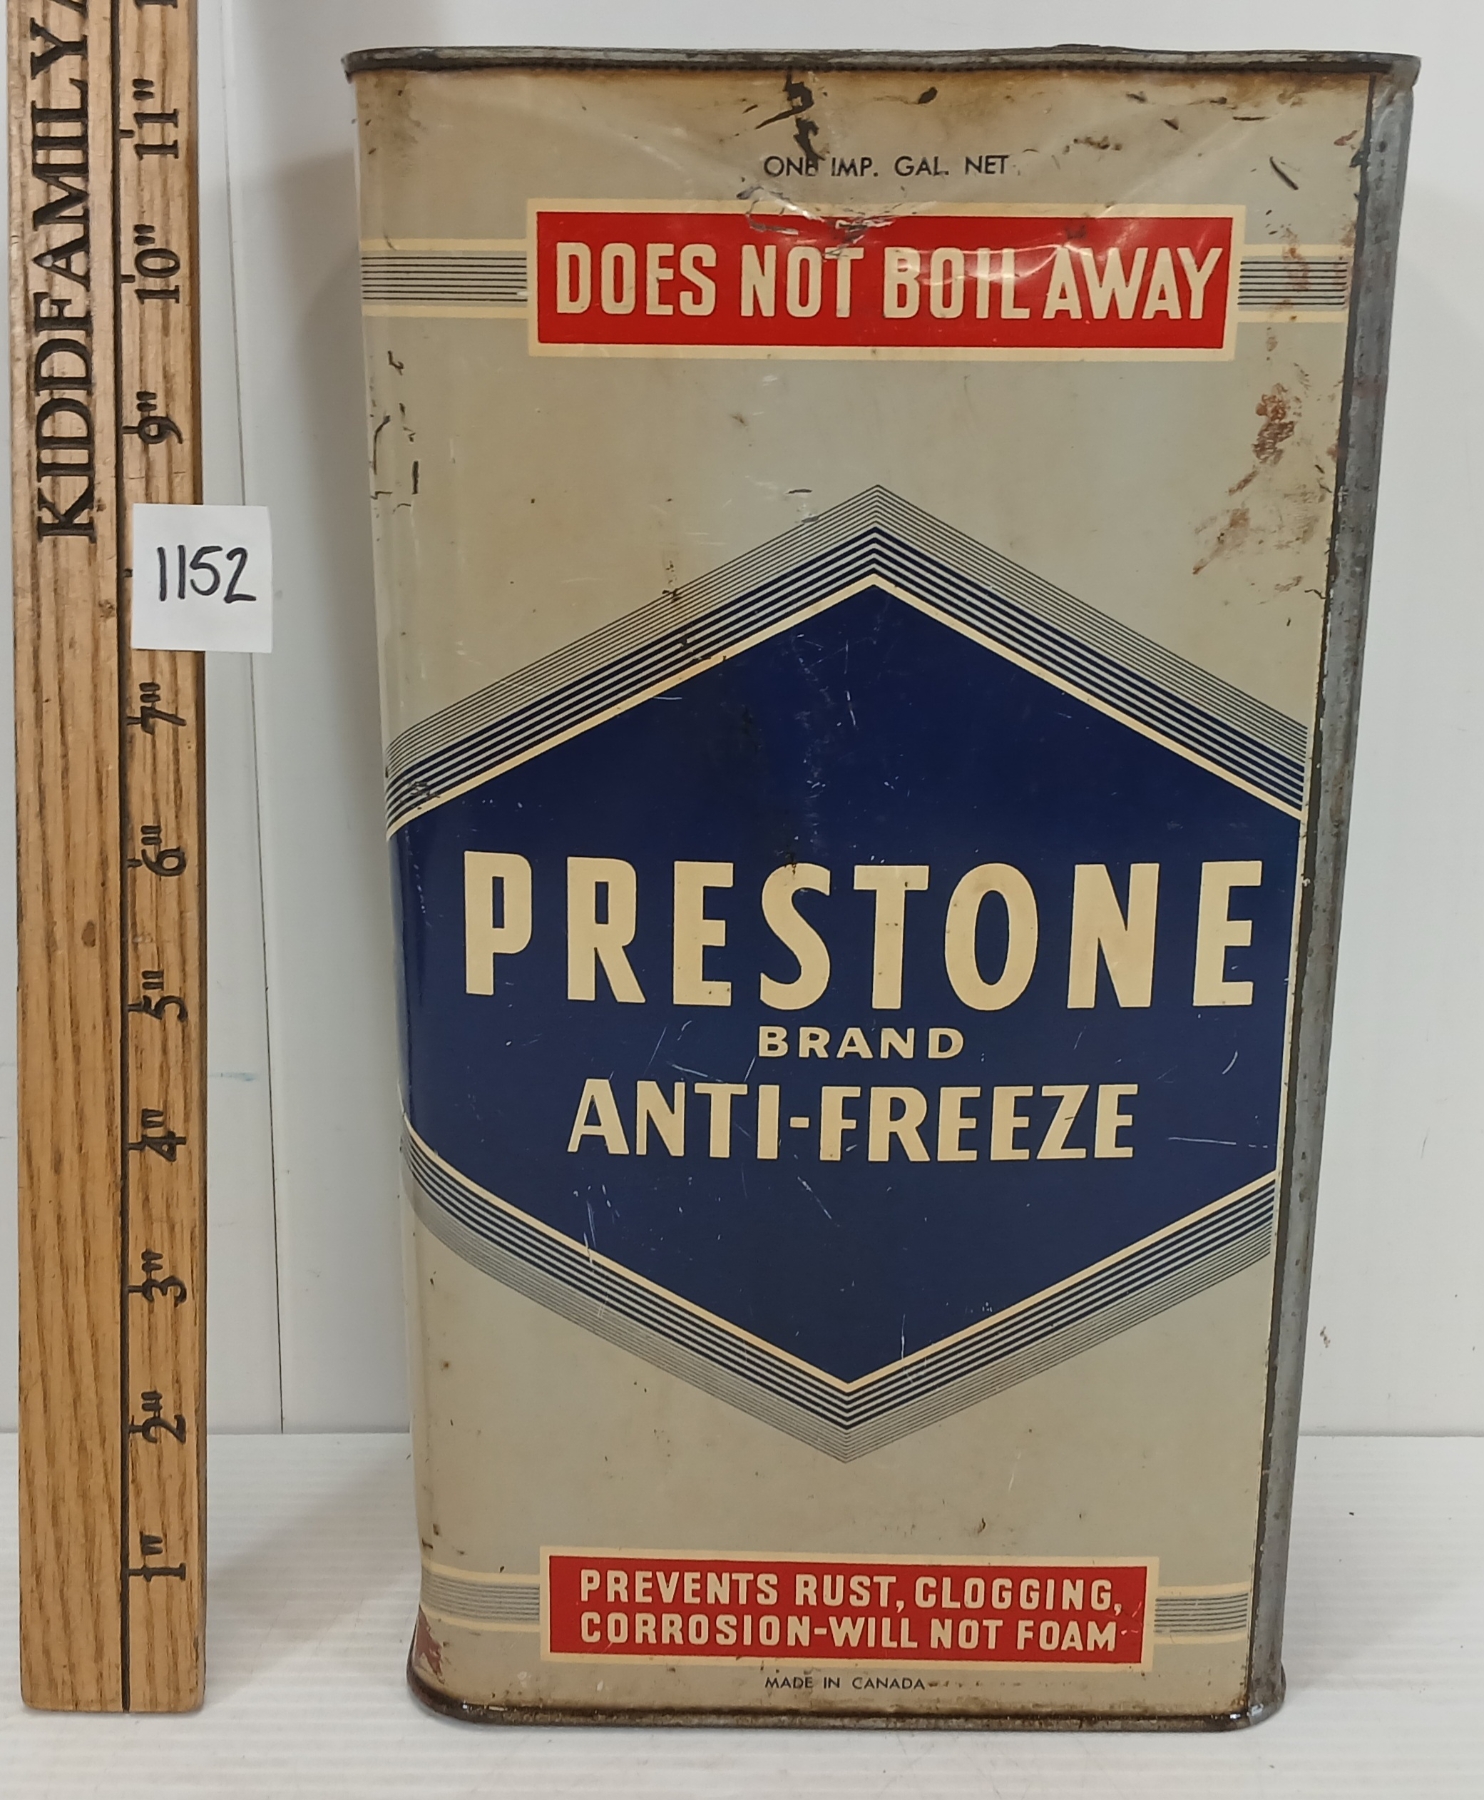 KIDDFAMILY
11"
10"
9"
7"
6"
5"
4"
3"
2"
1"
1152
ONE IMP. GAL. NET
DOES NOT BOIL AWAY
PRESTONE
BRAND
ANTI-FREEZE
PREVENTS RUST, CLOGGING,
CORROSION-WILL NOT FOAM
MADE IN CANADA